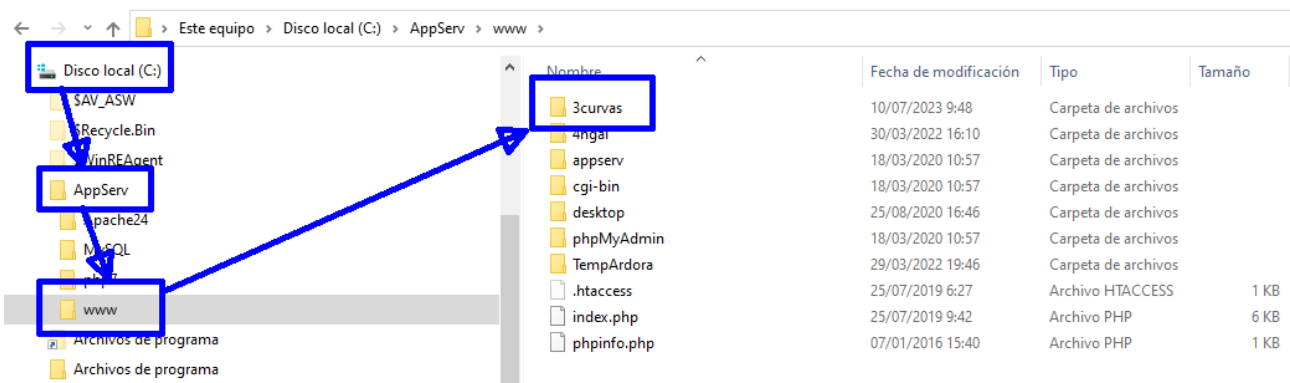 Este equipo > Disco local (C:) > AppServ > www >
Disco local (C:)
$AV_ASW
$Recycle.Bin
$WinREAgent
AppServ
Apache24
MySQL
php7
www
Archivos de programa
Archivos de programa
Nombre Fecha de modificación Tipo Tamaño
3curvas 10/07/2023 9:48 Carpeta de archivos
4hgal 30/03/2022 16:10 Carpeta de archivos
appserv 18/03/2020 10:57 Carpeta de archivos
cgi-bin 18/03/2020 10:57 Carpeta de archivos
desktop 25/08/2020 16:46 Carpeta de archivos
phpMyAdmin 18/03/2020 10:57 Carpeta de archivos
TempArdora 29/03/2022 19:46 Carpeta de archivos
.htaccess 25/07/2019 6:27 Archivo HTACCESS 1 KB
index.php 25/07/2019 9:42 Archivo PHP 6 KB
phpinfo.php 07/01/2016 15:40 Archivo PHP 1 KB